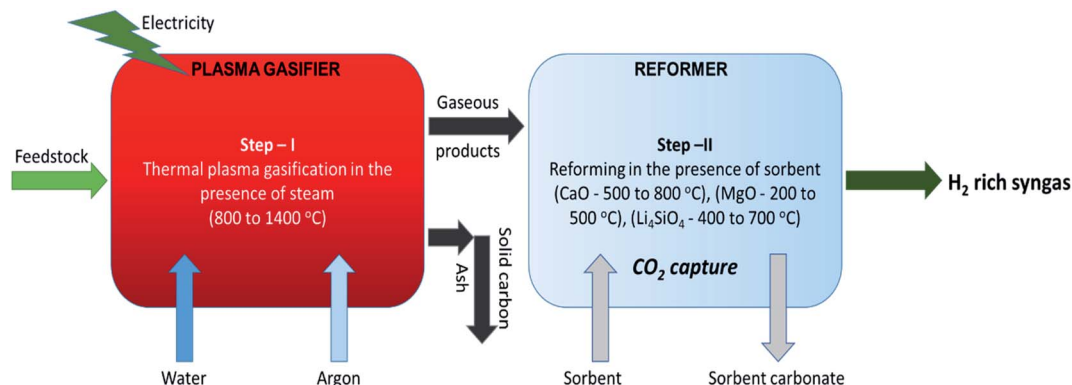 Electricity
PLASMA GASIFIER
Step – I
Thermal plasma gasification in the
presence of steam
(800 to 1400 °C)
Feedstock
Water
Argon
Gaseous
products
Solid carbon
Ash
REFORMER
Step –II
Reforming in the presence of sorbent
(CaO - 500 to 800 °C), (MgO - 200 to
500 °C), (Li₄SiO₄ - 400 to 700 °C)
CO₂ capture
Sorbent
Sorbent carbonate
H₂ rich syngas